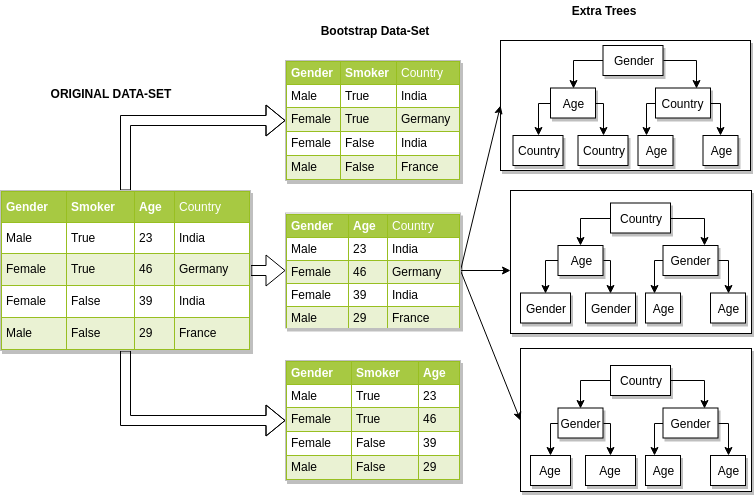 Extra Trees
Bootstrap Data-Set
ORIGINAL DATA-SET
Gender Smoker Age Country
Male True 23 India
Female True 46 Germany
Female False 39 India
Male False 29 France
Gender Smoker Country
Male True India
Female True Germany
Female False India
Male False France
Gender Age Country
Male 23 India
Female 46 Germany
Female 39 India
Male 29 France
Gender Smoker Age
Male True 23
Female True 46
Female False 39
Male False 29
Gender
Age Country
Country Country Age Age
Country
Age Gender
Gender Gender Age Age
Country
Gender Gender
Age Age Age Age